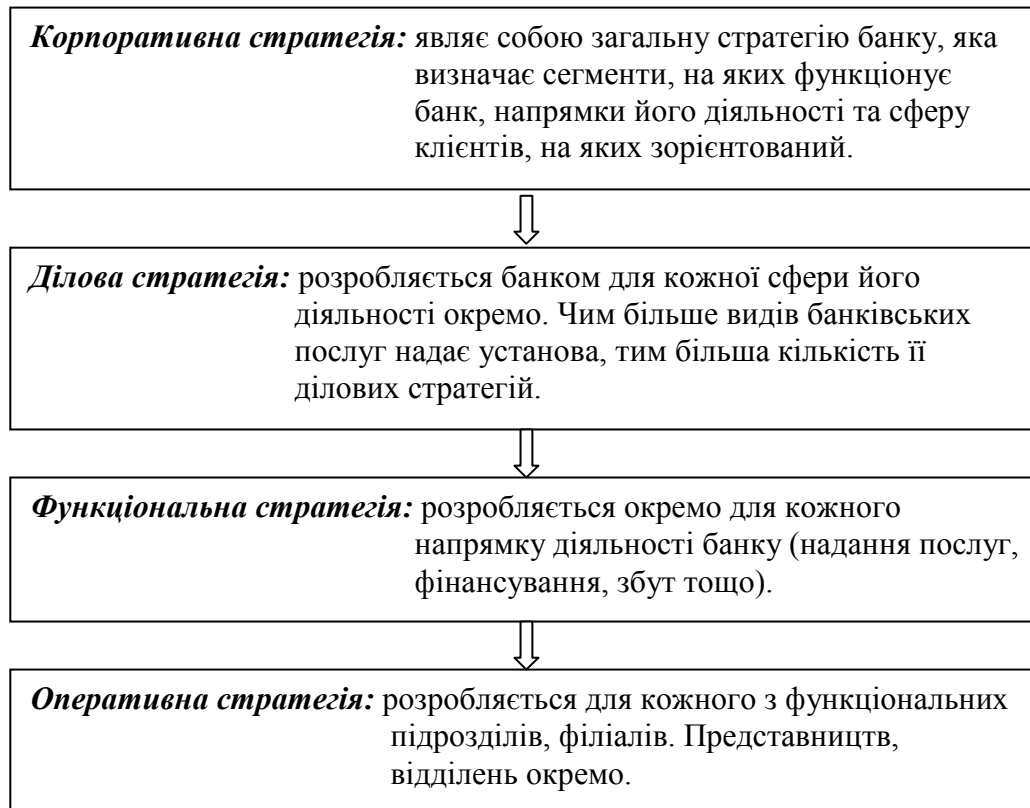 Корпоративна стратегія: являє собою загальну стратегію банку, яка
визначає сегменти, на яких функціонує
банк, напрямки його діяльності та сферу
клієнтів, на яких зорієнтований.
Ділова стратегія: розробляється банком для кожної сфери його
діяльності окремо. Чим більше видів банківських
послуг надає установа, тим більша кількість її
ділових стратегій.
Функціональна стратегія: розробляється окремо для кожного
напрямку діяльності банку (надання послуг,
фінансування, збут тощо).
Оперативна стратегія: розробляється для кожного з функціональних
підрозділів, філіалів. Представництв,
відділень окремо.